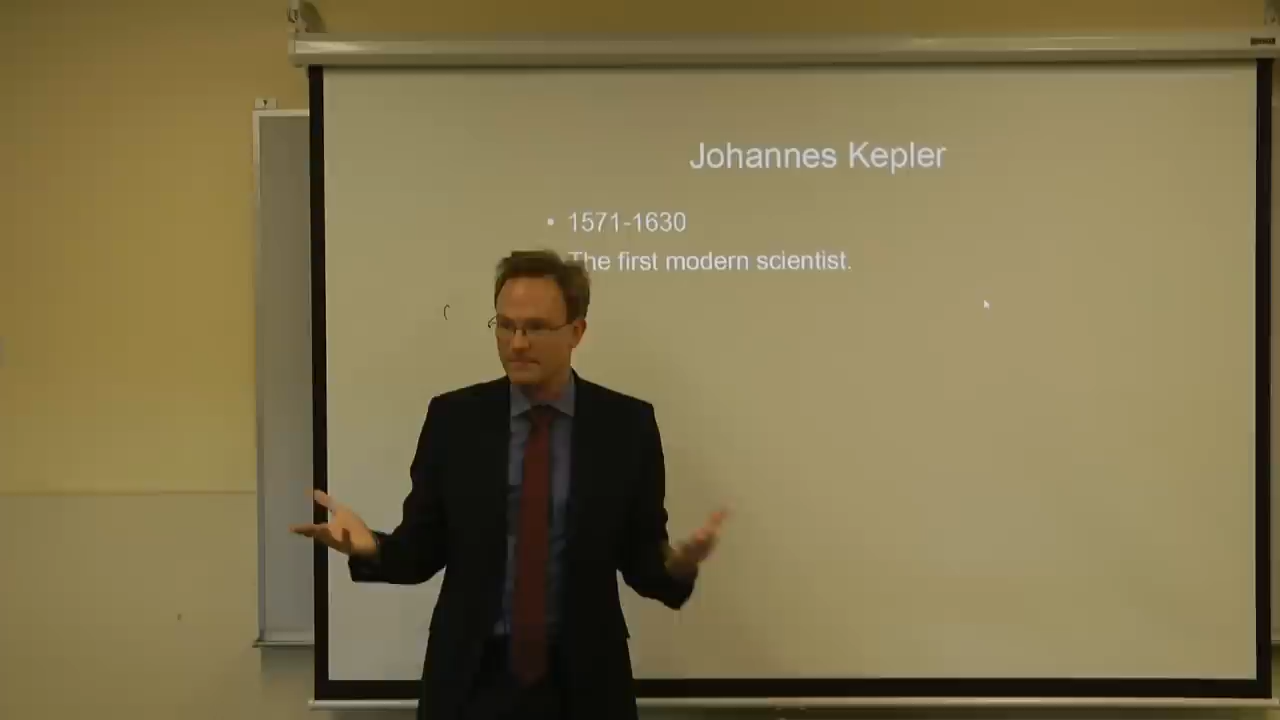 Johannes Kepler
• 1571-1630
The first modern scientist.